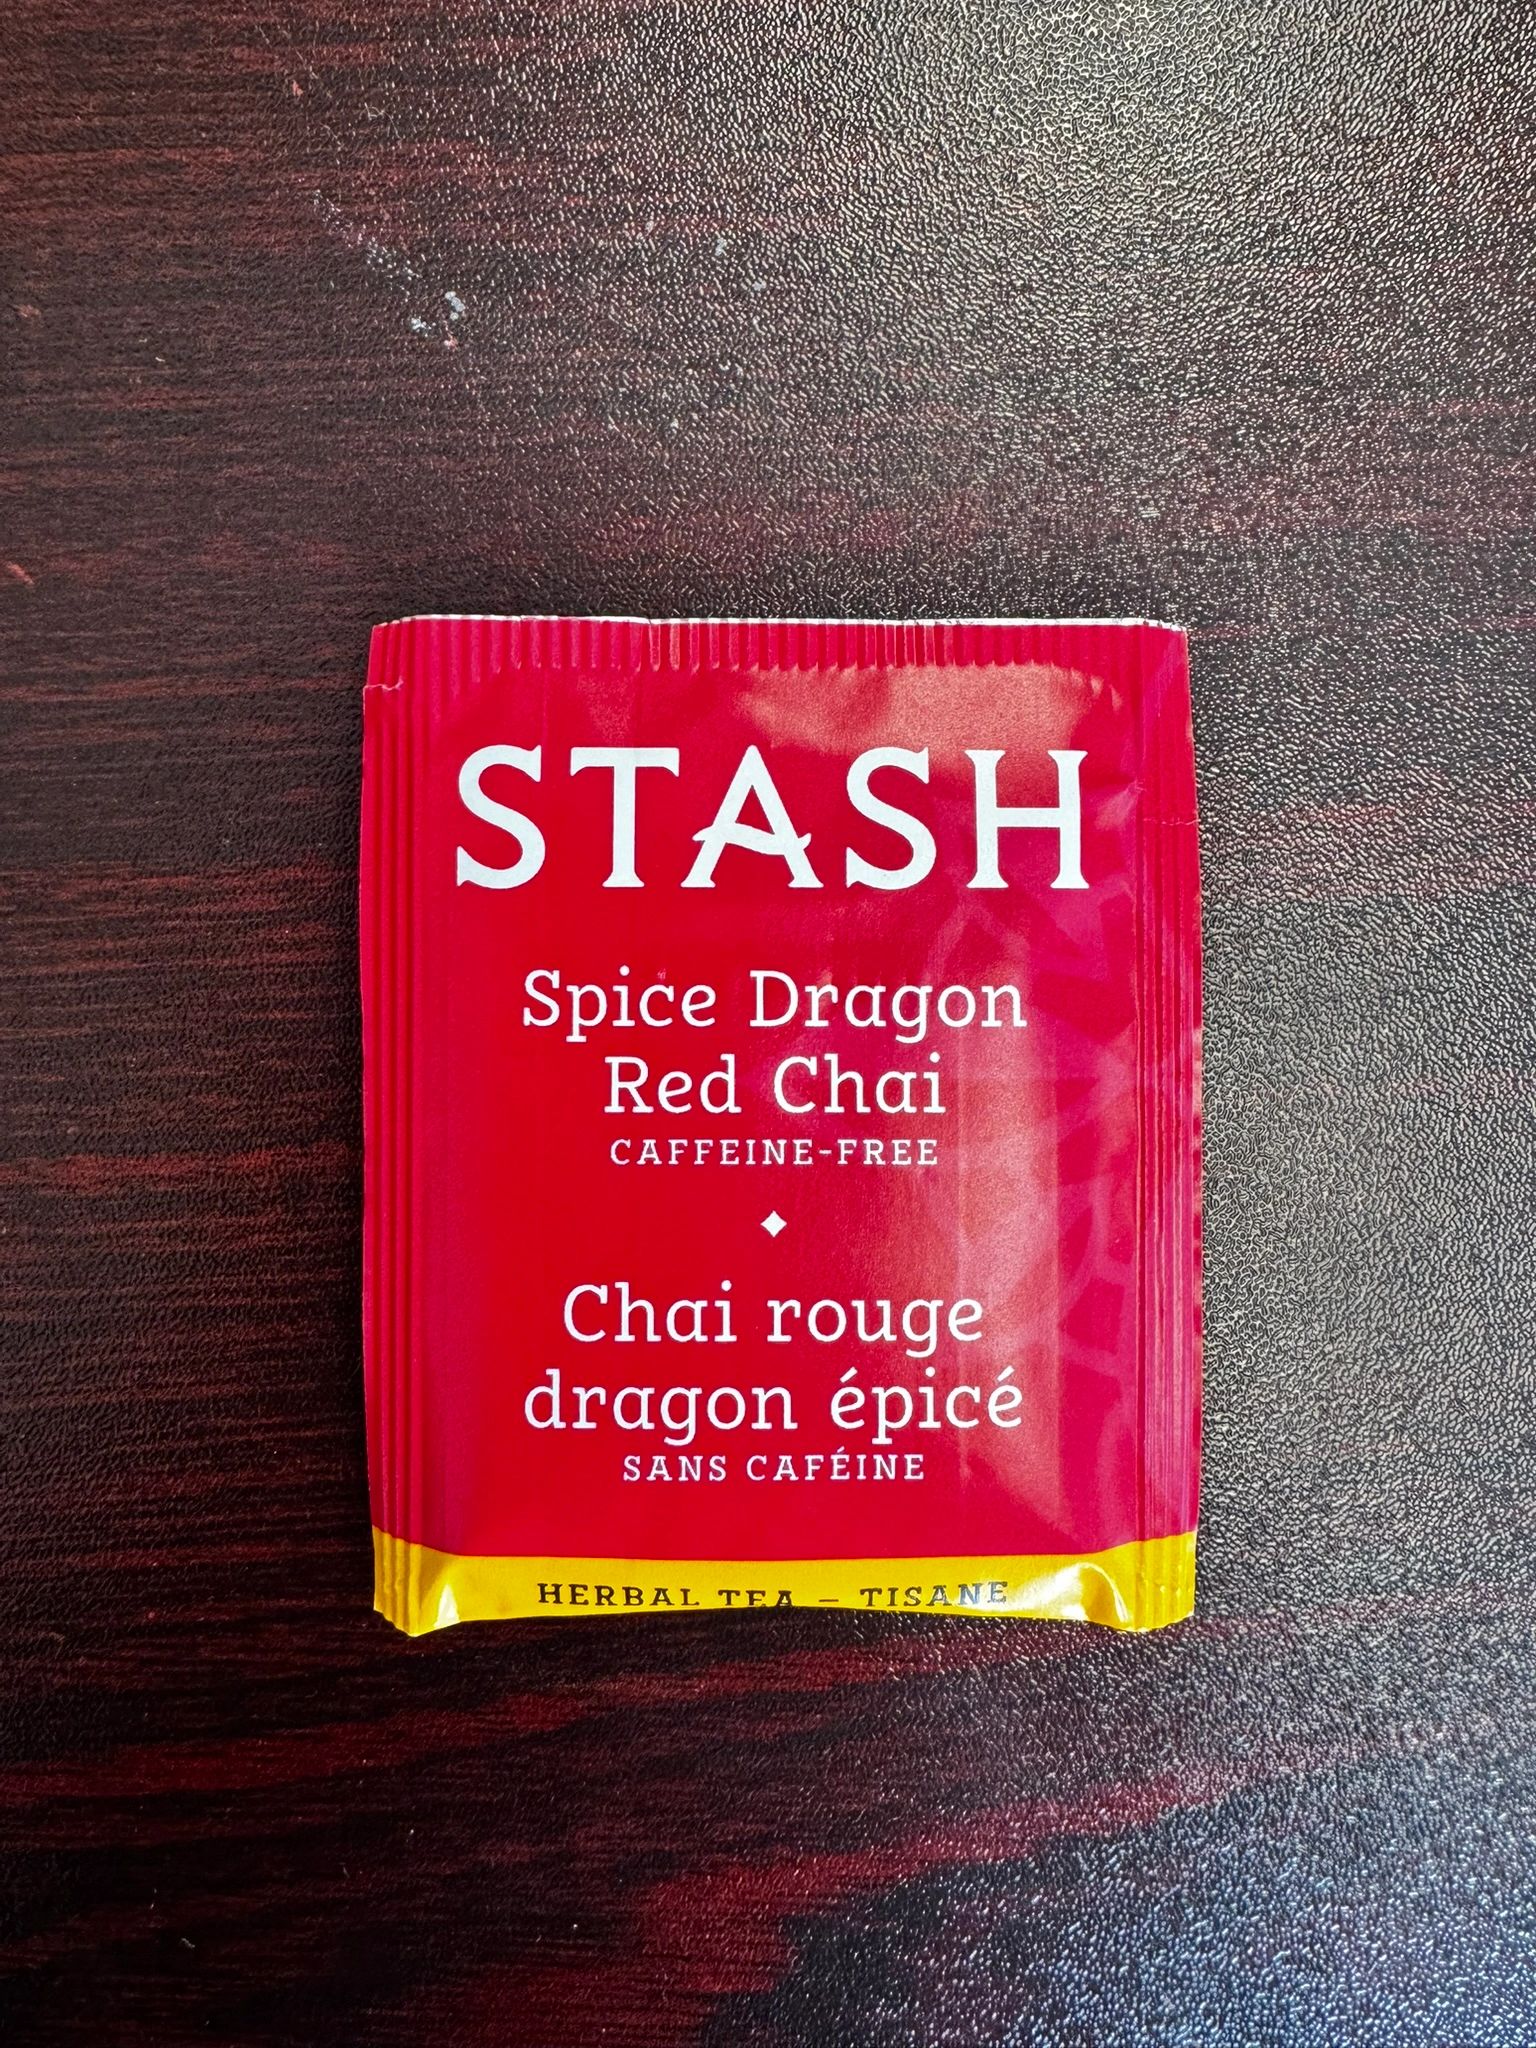 STASH
Spice Dragon
Red Chai
CAFFEINE-FREE
Chai rouge
dragon épicé
SANS CAFÉINE
HERBAL TEA – TISANE